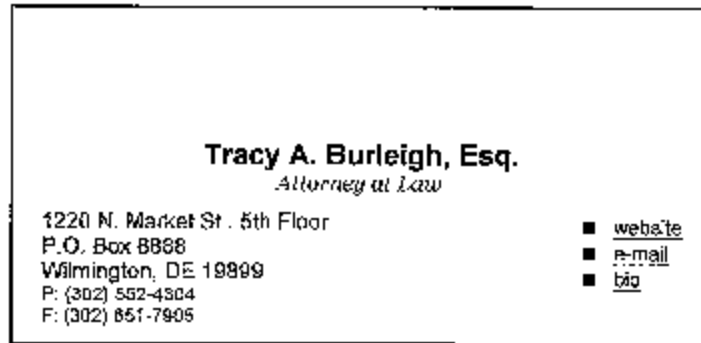 Tracy A. Burleigh, Esq.
Attorney at Law
1220 N. Market St., 5th Floor
P.O. Box 8888
Wilmington, DE 19899
P: (302) 552-4304
F: (302) 651-7905
website
e-mail
bio